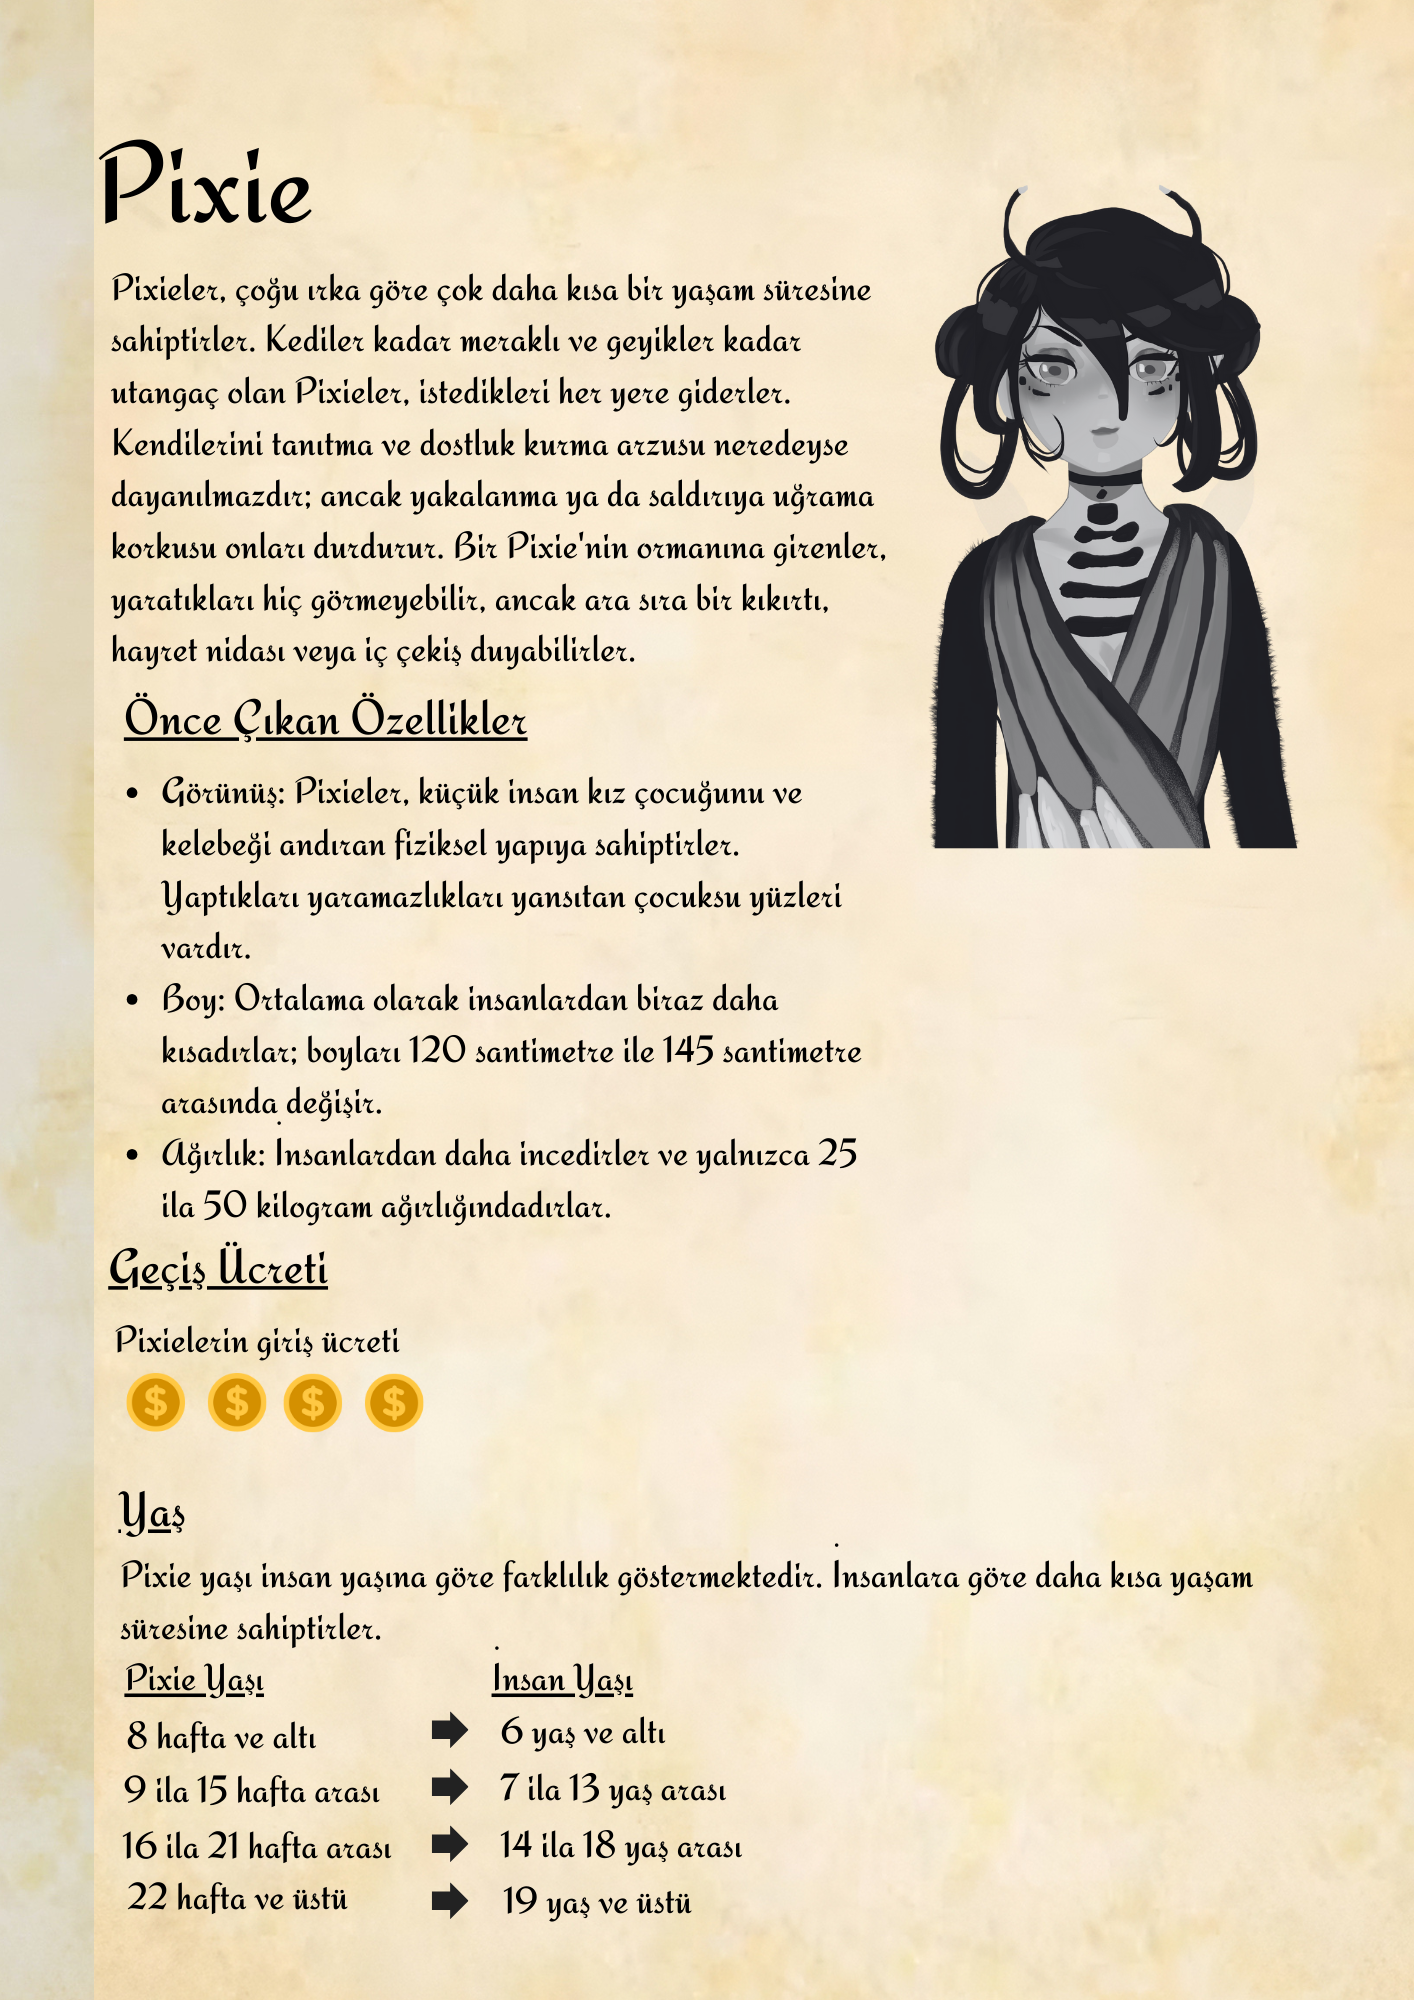 Pixie
Pixieler, çoğu ırka göre çok daha kısa bir yaşam süresine
sahiptirler. Kediler kadar meraklı ve geyikler kadar
utangaç olan Pixieler, istedikleri her yere giderler.
Kendilerini tanıtma ve dostluk kurma arzusu neredeyse
dayanılmazdır; ancak yakalanma ya da saldırıya uğrama
korkusu onları durdurur. Bir Pixie'nin ormanına girenler,
yaratıkları hiç görmeyebilir, ancak ara sıra bir kıkırtı,
hayret nidası veya iç çekiş duyabilirler.
Önce Çıkan Özellikler
• Görünüş: Pixieler, küçük insan kız çocuğunu ve
kelebeği andıran fiziksel yapıya sahiptirler.
Yaptıkları yaramazlıkları yansıtan çocuksu yüzleri
vardır.
• Boy: Ortalama olarak insanlardan biraz daha
kısadırlar; boyları 120 santimetre ile 145 santimetre
arasında değişir.
• Ağırlık: İnsanlardan daha incedirler ve yalnızca 25
ila 50 kilogram ağırlığındadırlar.
Geçiş Ücreti
Pixielerin giriş ücreti
$ $ $ $
Yaş
Pixie yaşı insan yaşına göre farklılık göstermektedir. İnsanlara göre daha kısa yaşam
süresine sahiptirler.
Pixie Yaşı İnsan Yaşı
8 hafta ve altı 6 yaş ve altı
9 ila 15 hafta arası 7 ila 13 yaş arası
16 ila 21 hafta arası 14 ila 18 yaş arası
22 hafta ve üstü 19 yaş ve üstü